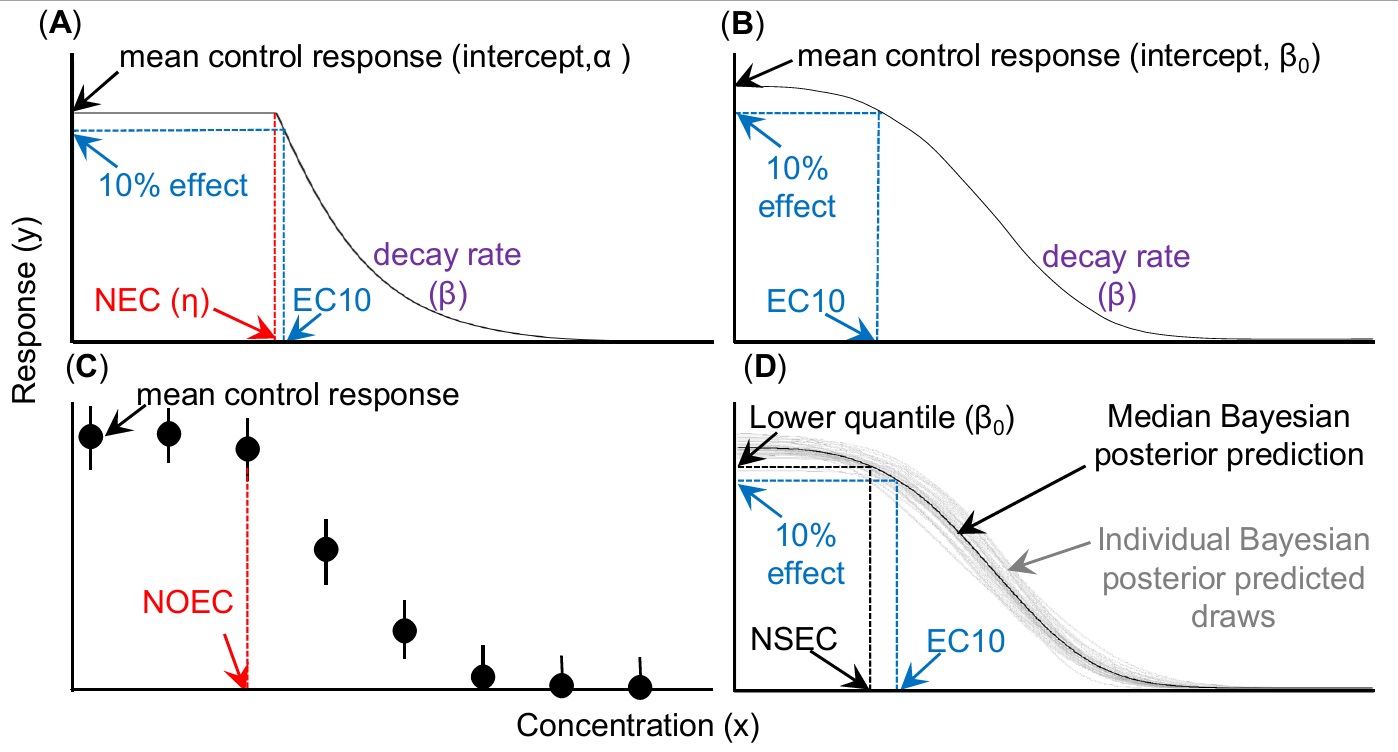 (A)
mean control response (intercept,α )
10% effect
decay rate
(β)
NEC (η)
EC10
(B)
mean control response (intercept, β₀)
10%
effect
decay rate
(β)
EC10
Response (y)
(C)
mean control response
NOEC
(D)
Lower quantile (β₀)
Median Bayesian
posterior prediction
10%
effect
Individual Bayesian
posterior predicted
draws
NSEC
EC10
Concentration (x)